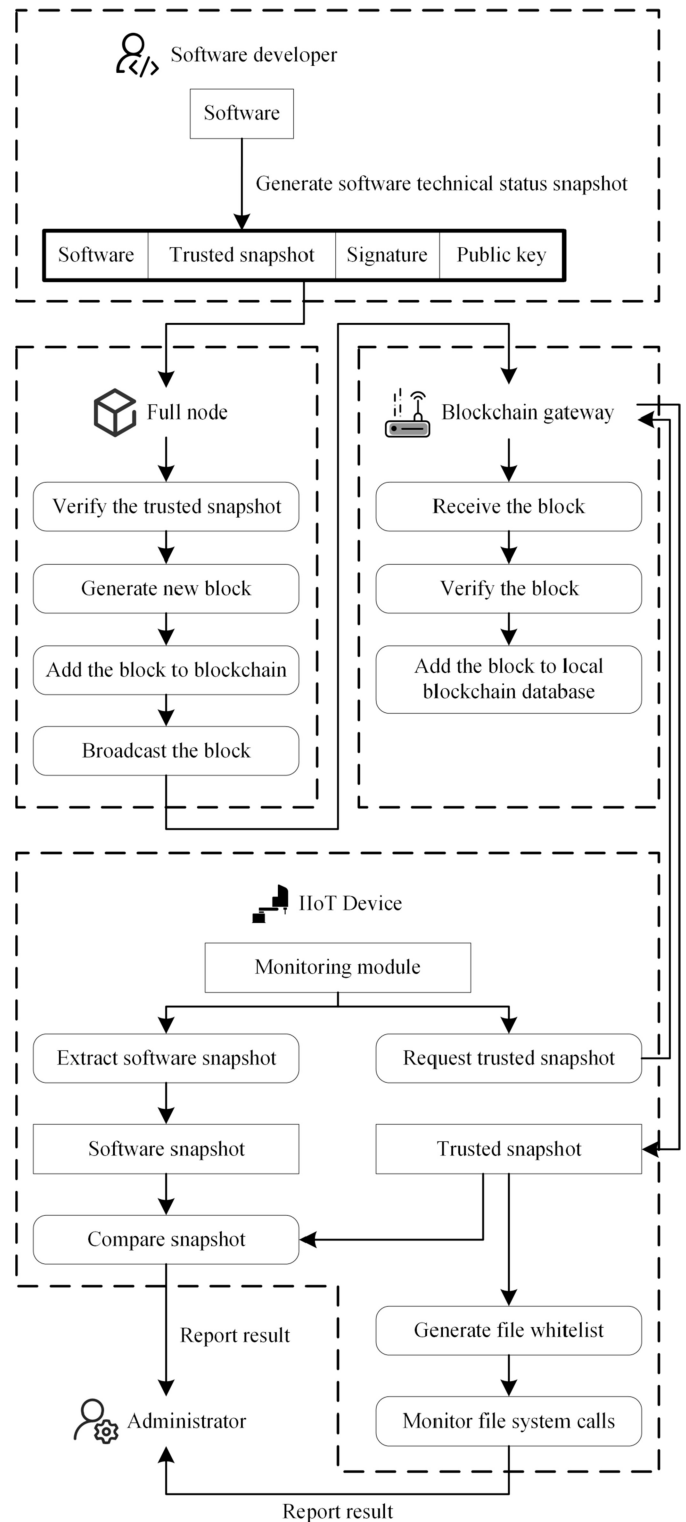 Software developer
Software
Generate software technical status snapshot
Software
Trusted snapshot
Signature
Public key
Full node
Verify the trusted snapshot
Generate new block
Add the block to blockchain
Broadcast the block
Blockchain gateway
Receive the block
Verify the block
Add the block to local
blockchain database
IIoT Device
Monitoring module
Extract software snapshot
Request trusted snapshot
Software snapshot
Trusted snapshot
Compare snapshot
Report result
Generate file whitelist
Administrator
Monitor file system calls
Report result